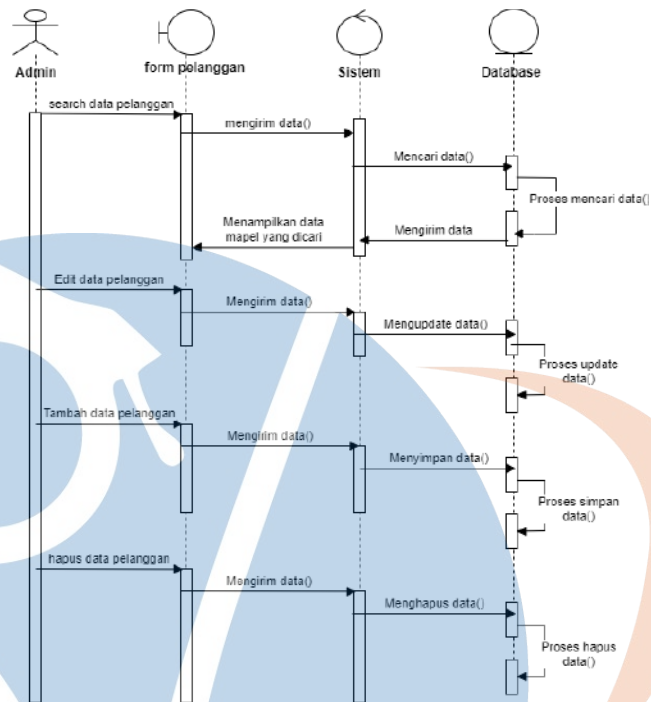 Admin
form pelanggan
Sistem
Database
search data pelanggan
mengirim data()
Mencari data()
Proses mencari data()
Menampilkan data
mapel yang dicari
Mengirim data
Edit data pelanggan
Mengirim data()
Mengupdate data()
Proses update
data()
Tambah data pelanggan
Mengirim data()
Menyimpan data()
Proses simpan
data()
hapus data pelanggan
Mengirim data()
Menghapus data()
Proses hapus
data()